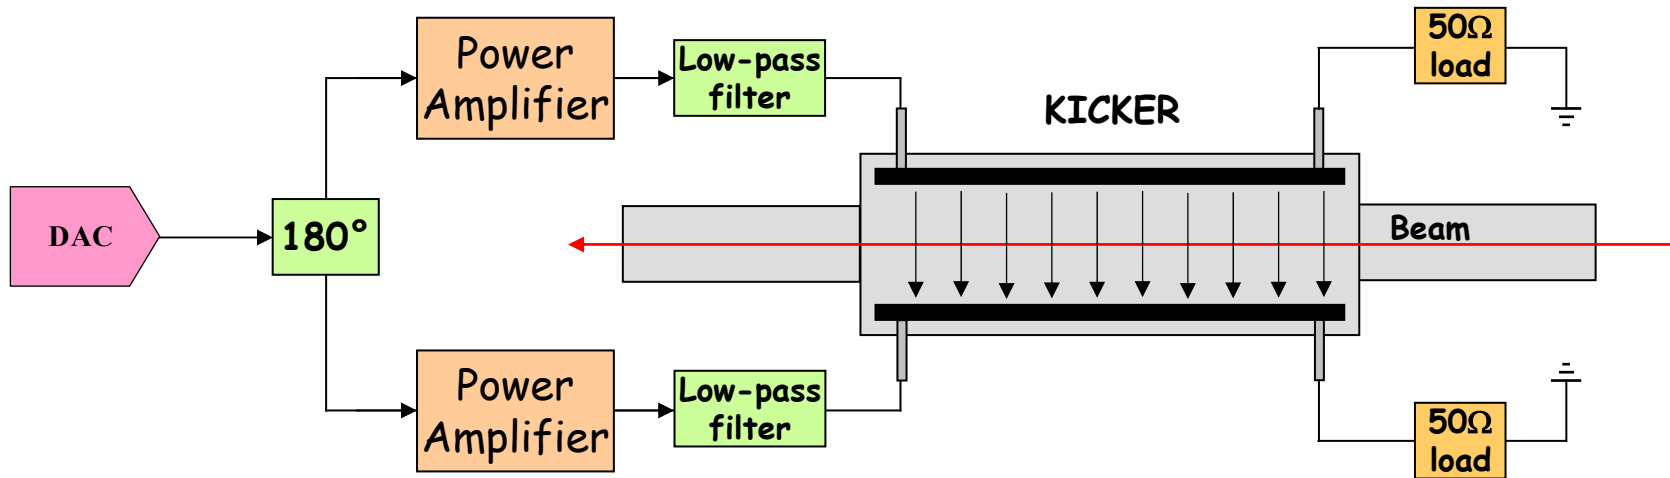 DAC
180°
Power
Amplifier
Low-pass
filter
KICKER
50Ω
load
Beam
Power
Amplifier
Low-pass
filter
50Ω
load